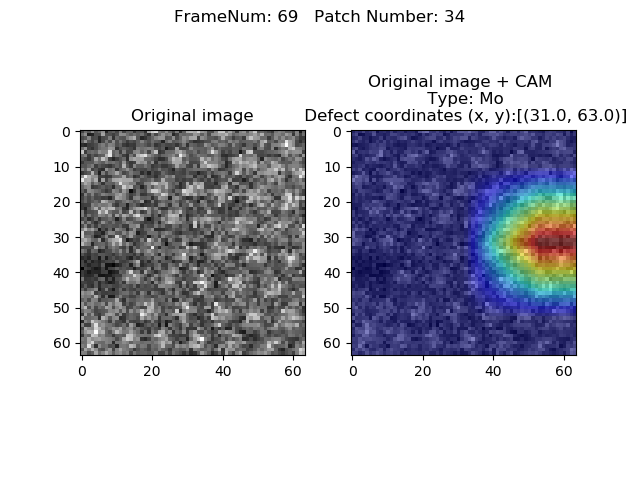 FrameNum: 69   Patch Number: 34
Original image
Original image + CAM
Type: Mo
Defect coordinates (x, y):[(31.0, 63.0)]
0
10
20
30
40
50
60
0 20 40 60
0
10
20
30
40
50
60
0 20 40 60